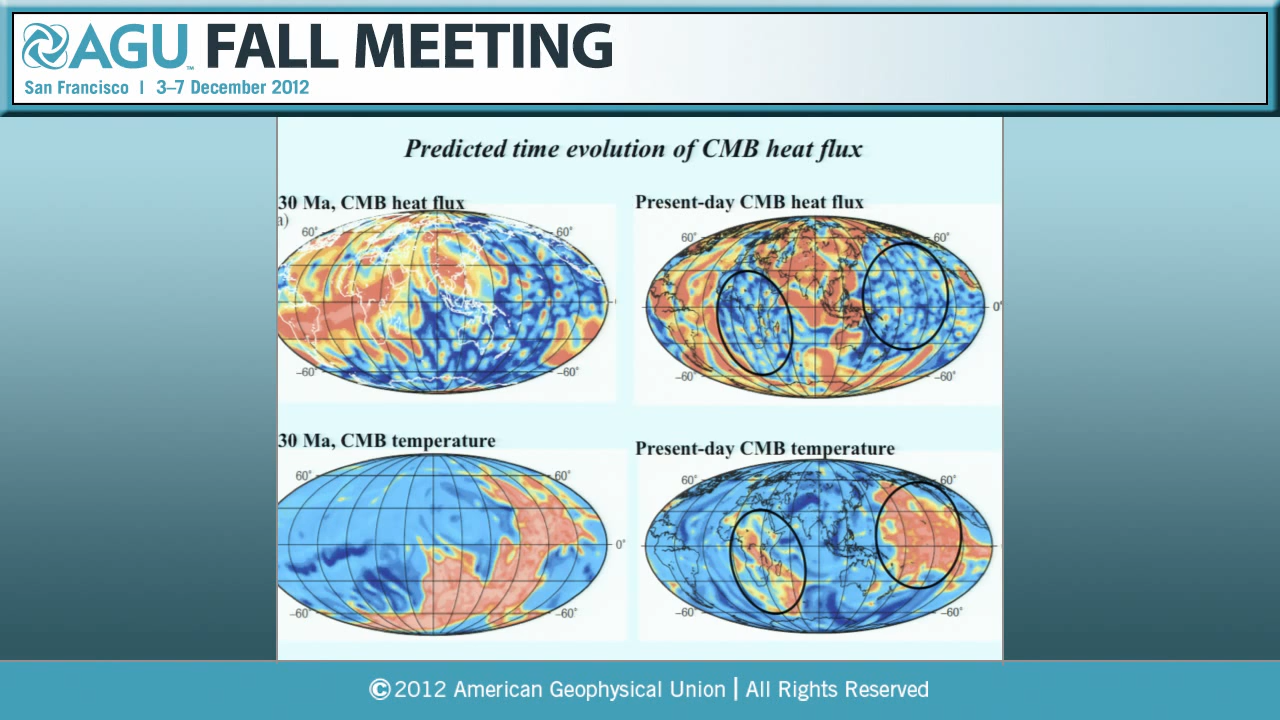 AGU™ FALL MEETING
San Francisco | 3–7 December 2012
Predicted time evolution of CMB heat flux
30 Ma, CMB heat flux
Present-day CMB heat flux
a)
60˚ 60˚ 60˚ 60˚
0˚
−60˚ −60˚ −60˚ −60˚
30 Ma, CMB temperature
Present-day CMB temperature
60˚ 60˚ 60˚ 60˚
0˚
−60˚ −60˚ −60˚ −60˚
©2012 American Geophysical Union | All Rights Reserved